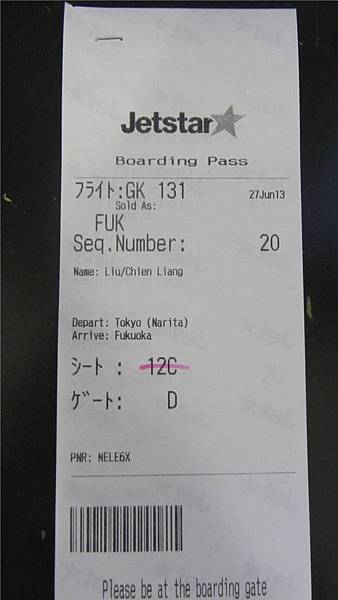 Jetstar
Boarding Pass
フライト:GK 131 27Jun13
Sold As:
FUK
Seq.Number: 20
Name: Liu/Chien Liang
Depart: Tokyo (Narita)
Arrive: Fukuoka
シート : 12C
ゲート: D
PNR: NELE6X
Please be at the boarding gate